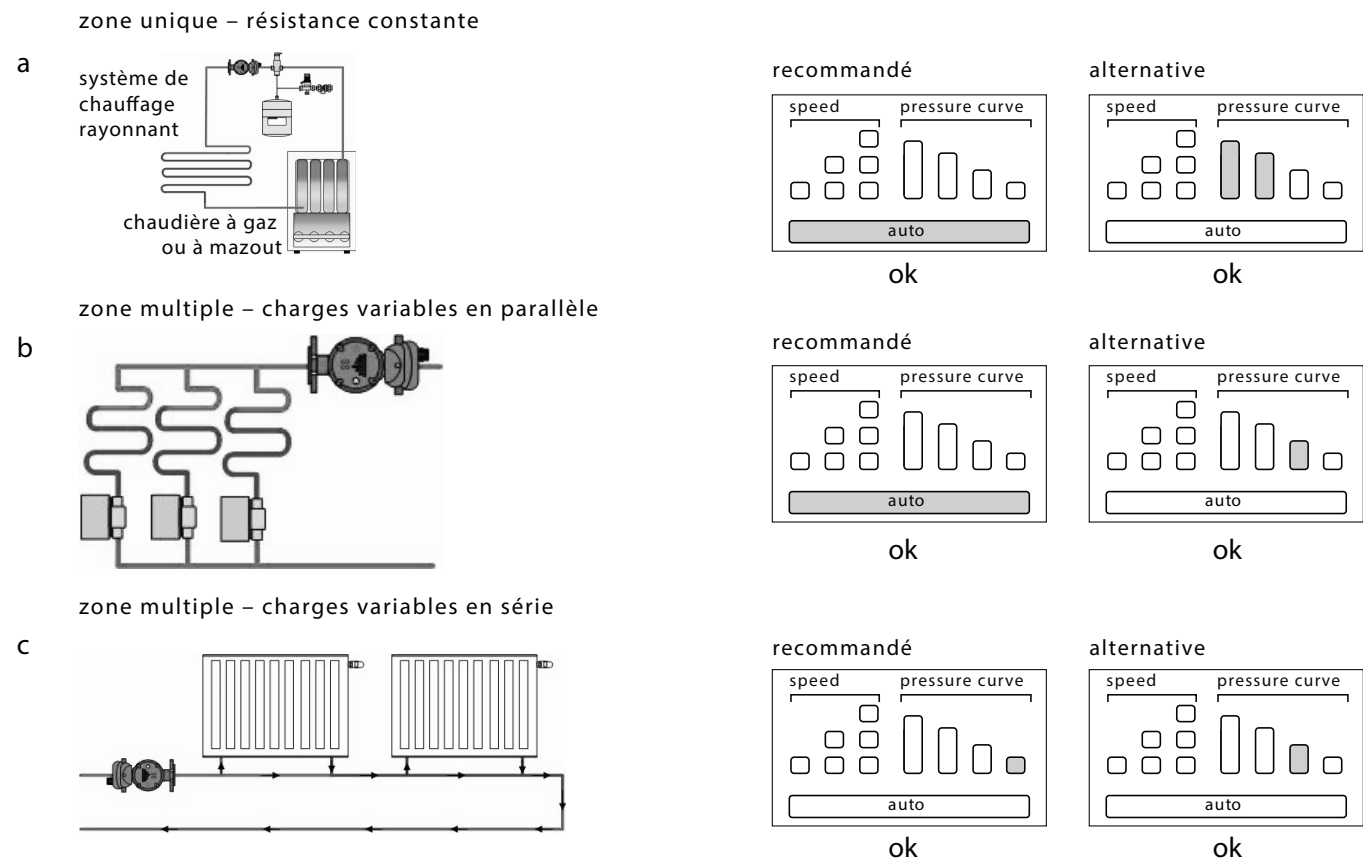 zone unique – résistance constante
a
système de
chauffage
rayonnant
chaudière à gaz
ou à mazout
recommandé
speed pressure curve
auto
ok
alternative
speed pressure curve
auto
ok
zone multiple – charges variables en parallèle
b
recommandé
speed pressure curve
auto
ok
alternative
speed pressure curve
auto
ok
zone multiple – charges variables en série
c
recommandé
speed pressure curve
auto
ok
alternative
speed pressure curve
auto
ok